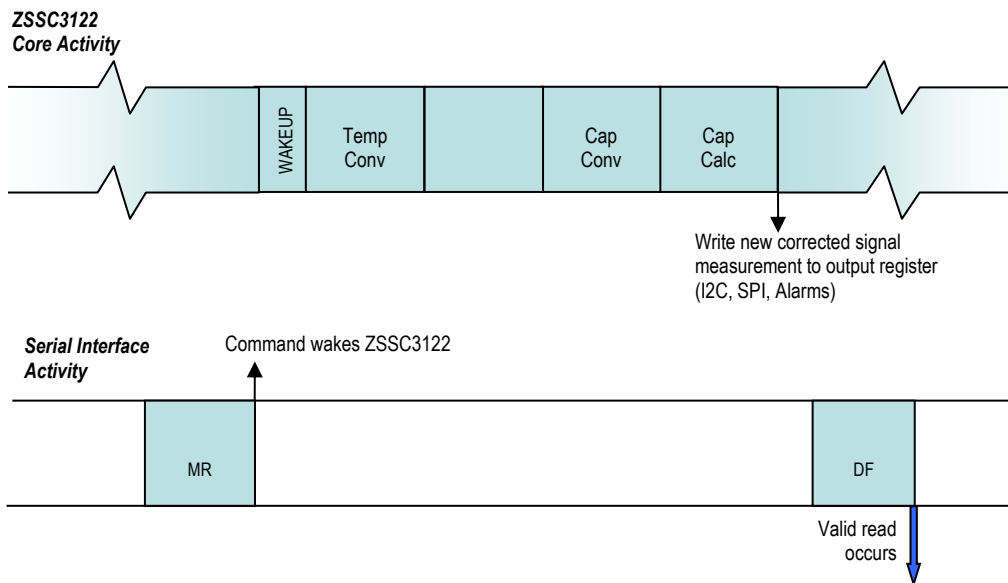 ZSSC3122
Core Activity
WAKEUP
Temp
Conv
Cap
Conv
Cap
Calc
Write new corrected signal
measurement to output register
(I2C, SPI, Alarms)
Serial Interface
Activity
Command wakes ZSSC3122
MR
DF
Valid read
occurs